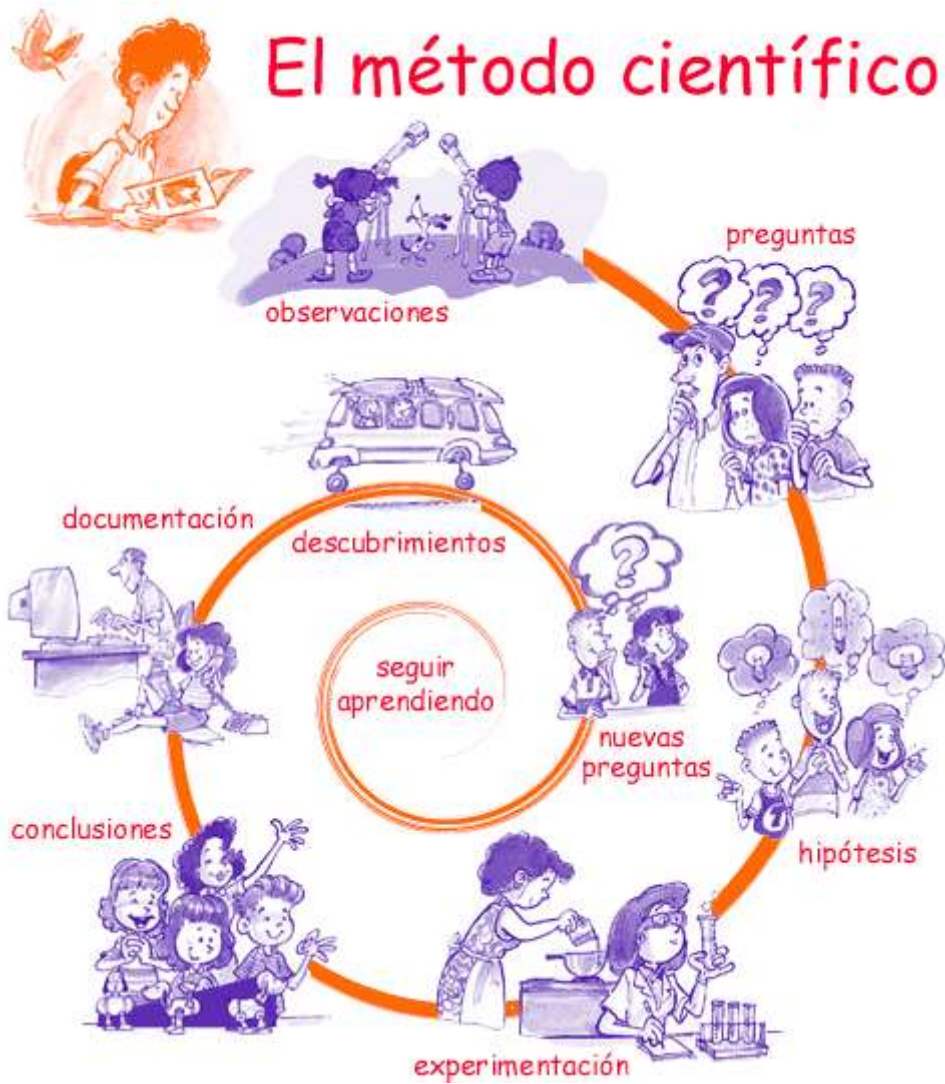 El método científico
observaciones
preguntas
hipótesis
experimentación
conclusiones
documentación
descubrimientos
nuevas
preguntas
seguir
aprendiendo